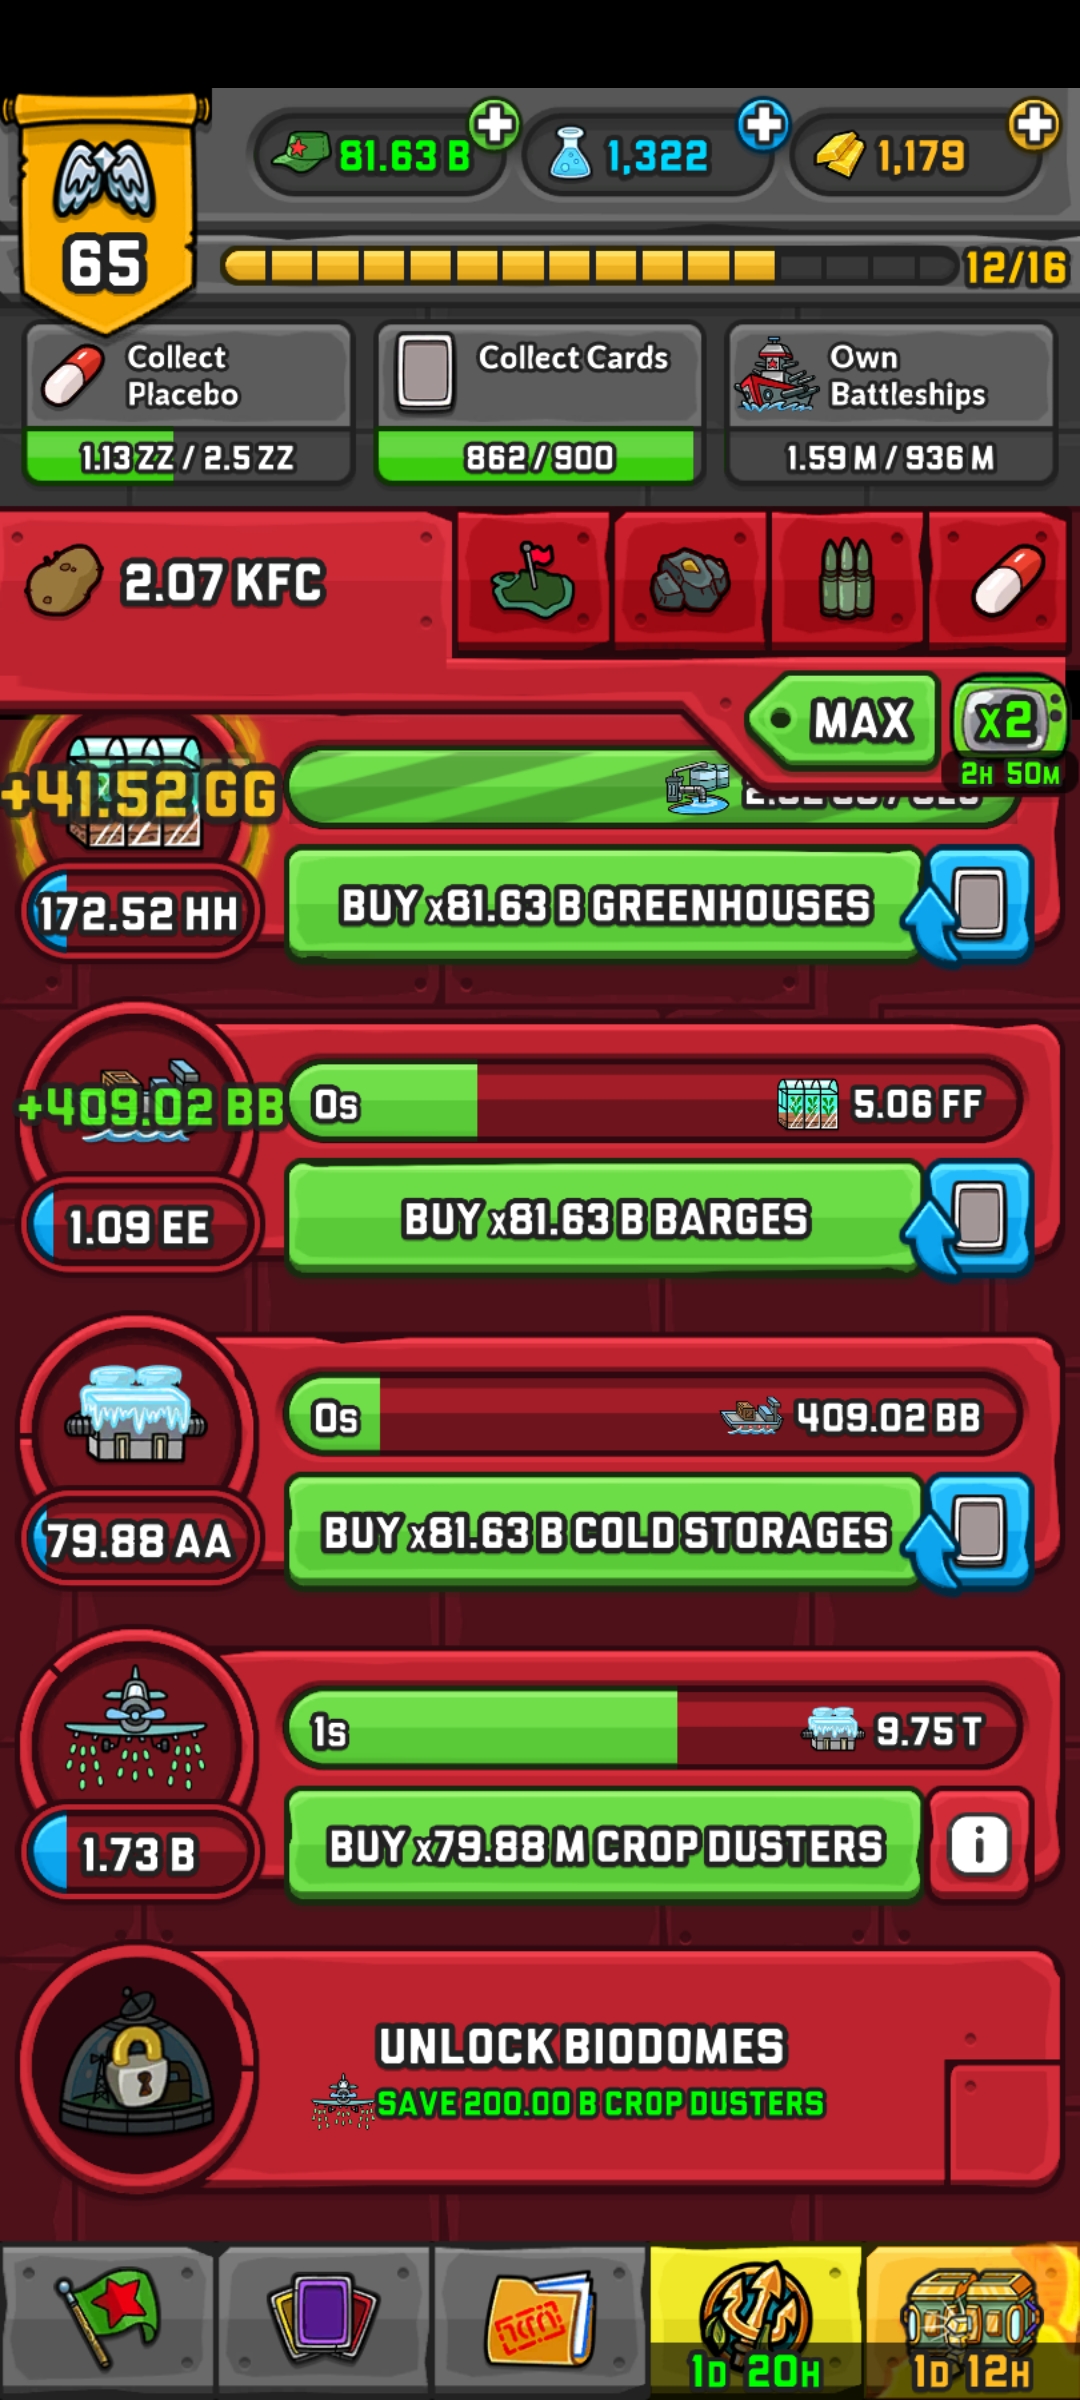 81.63 B
1,322
1,179
65
12/16
Collect
Placebo
1.13 ZZ / 2.5 ZZ
Collect Cards
862/900
Own
Battleships
1.59 M / 936 M
2.07 KFC
MAX
x2
2H 50M
+41.52 GG
172.52 HH
BUY x81.63 B GREENHOUSES
+409.02 BB
0s
5.06 FF
1.09 EE
BUY x81.63 B BARGES
0s
409.02 BB
79.88 AA
BUY x81.63 B COLD STORAGES
1s
9.75 T
1.73 B
BUY x79.88 M CROP DUSTERS
i
UNLOCK BIODOMES
SAVE 200.00 B CROP DUSTERS
1D 20H
1D 12H